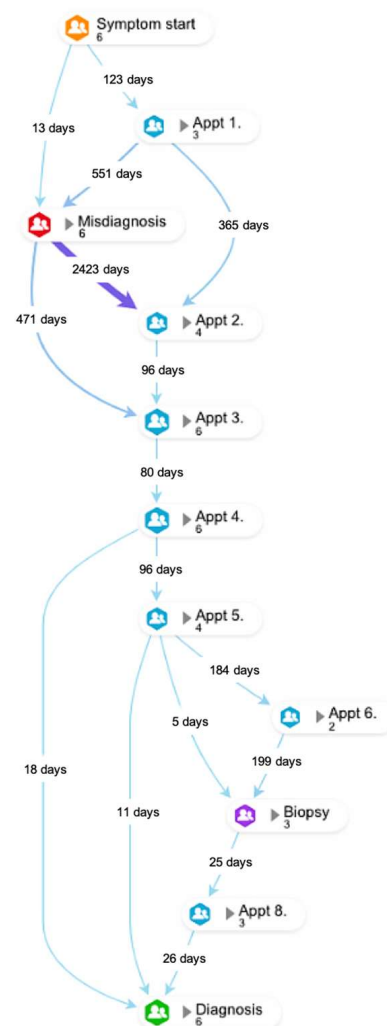 Symptom start
6
123 days
13 days
Appt 1.
3
551 days
Misdiagnosis
6
365 days
2423 days
471 days
Appt 2.
4
96 days
Appt 3.
6
80 days
Appt 4.
6
96 days
Appt 5.
4
184 days
5 days
Appt 6.
2
199 days
18 days
11 days
Biopsy
3
25 days
Appt 8.
3
26 days
Diagnosis
6